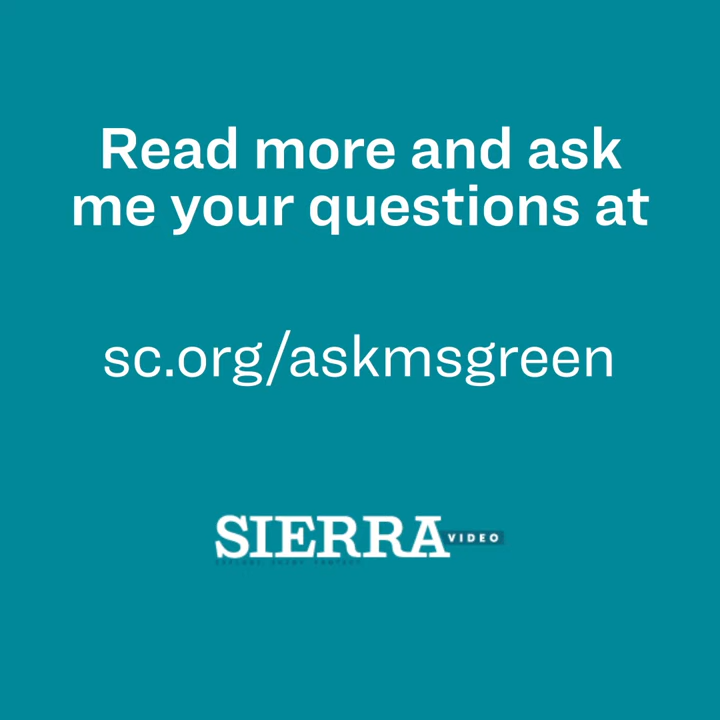 Read more and ask
me your questions at
sc.org/askmsgreen
SIERRA VIDEO